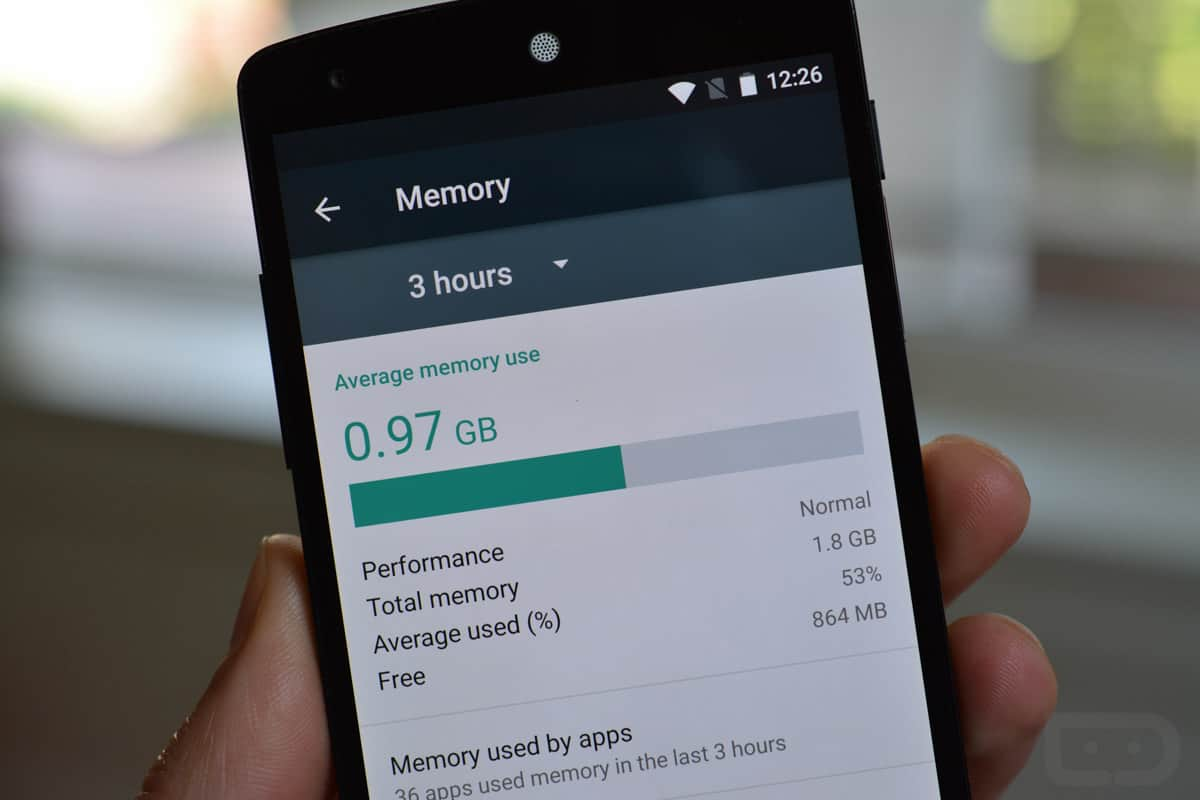 12:26
Memory
3 hours
Average memory use
0.97 GB
Performance Normal
Total memory 1.8 GB
Average used (%) 53%
Free 864 MB
Memory used by apps
36 apps used memory in the last 3 hours